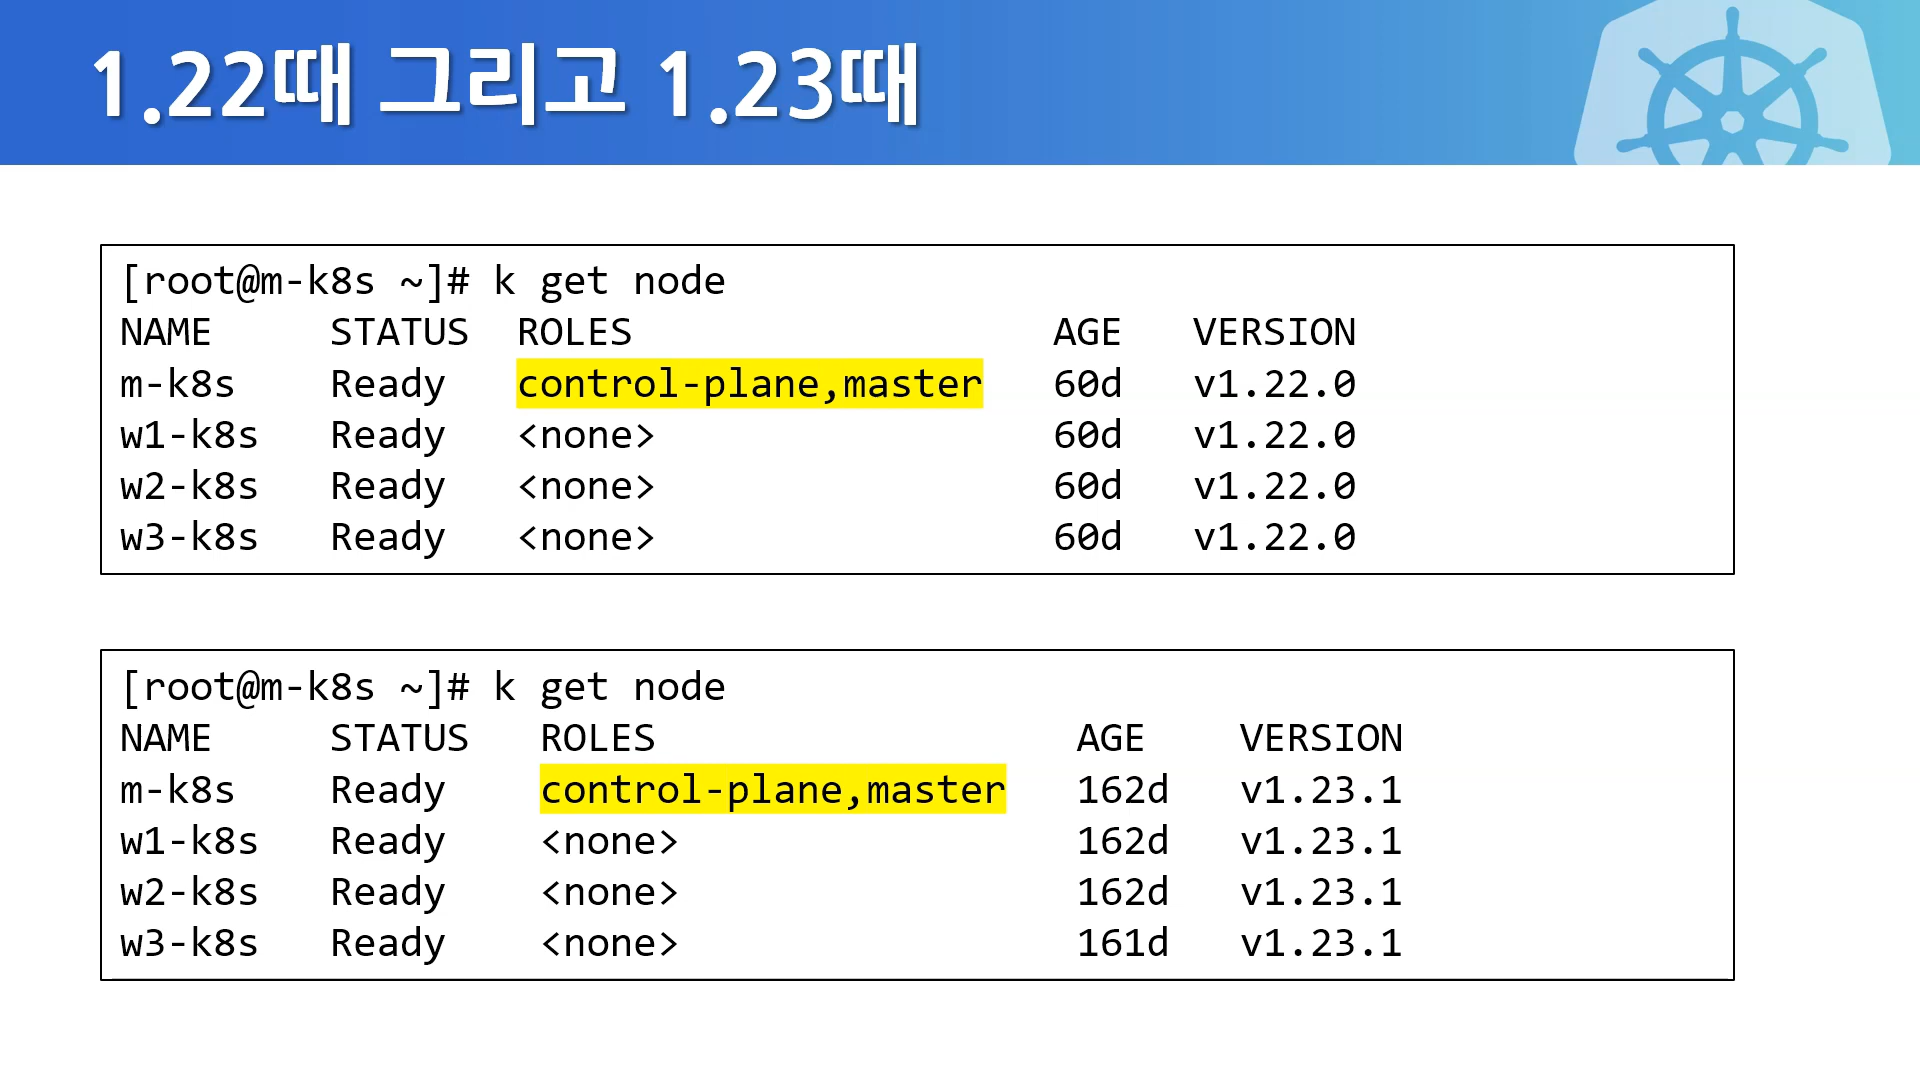 1.22때 그리고 1.23때
[root@m-k8s ~]# k get node
NAME     STATUS  ROLES                  AGE   VERSION
m-k8s    Ready   control-plane,master   60d   v1.22.0
w1-k8s   Ready   <none>                 60d   v1.22.0
w2-k8s   Ready   <none>                 60d   v1.22.0
w3-k8s   Ready   <none>                 60d   v1.22.0
[root@m-k8s ~]# k get node
NAME     STATUS   ROLES                  AGE    VERSION
m-k8s    Ready    control-plane,master   162d   v1.23.1
w1-k8s   Ready    <none>                 162d   v1.23.1
w2-k8s   Ready    <none>                 162d   v1.23.1
w3-k8s   Ready    <none>                 161d   v1.23.1